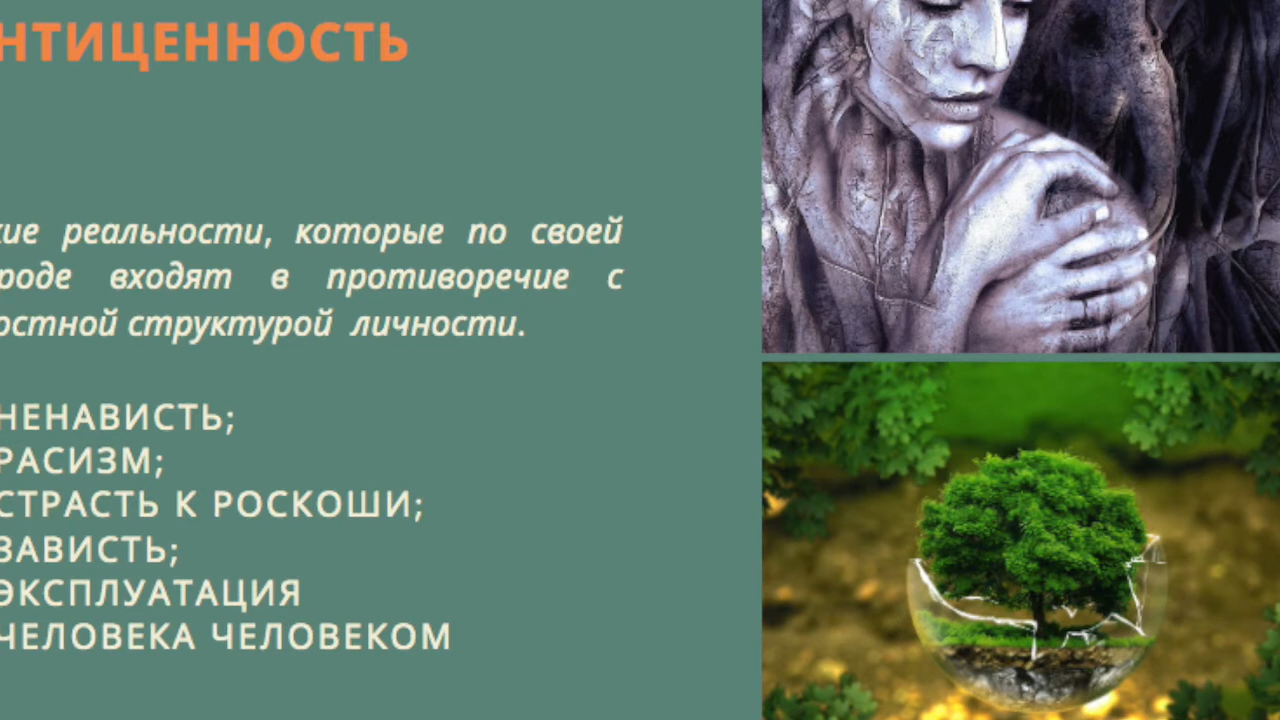 НТИЦЕННОСТЬ
кие реальности, которые по своей
роде входят в противоречие с
остной структурой личности.
НЕНАВИСТЬ;
РАСИЗМ;
СТРАСТЬ К РОСКОШИ;
ЗАВИСТЬ;
ЭКСПЛУАТАЦИЯ
ЧЕЛОВЕКА ЧЕЛОВЕКОМ